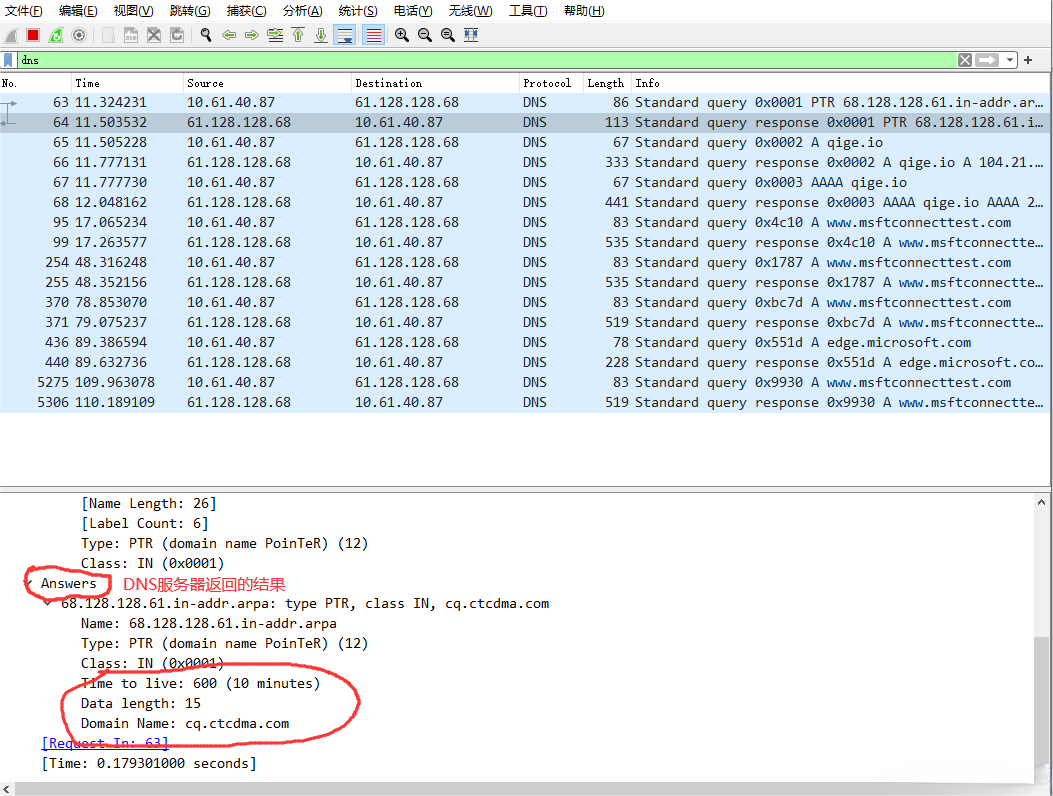 文件(F) 编辑(E) 视图(V) 跳转(G) 捕获(C) 分析(A) 统计(S) 电话(Y) 无线(W) 工具(T) 帮助(H)
dns
No. Time Source Destination Protocol Length Info
63 11.324231 10.61.40.87 61.128.128.68 DNS 86 Standard query 0x0001 PTR 68.128.128.61.in-addr.ar…
64 11.503532 61.128.128.68 10.61.40.87 DNS 113 Standard query response 0x0001 PTR 68.128.128.61.i…
65 11.505228 10.61.40.87 61.128.128.68 DNS 67 Standard query 0x0002 A qige.io
66 11.777131 61.128.128.68 10.61.40.87 DNS 333 Standard query response 0x0002 A qige.io A 104.21.…
67 11.777730 10.61.40.87 61.128.128.68 DNS 67 Standard query 0x0003 AAAA qige.io
68 12.048162 61.128.128.68 10.61.40.87 DNS 441 Standard query response 0x0003 AAAA qige.io AAAA 2…
95 17.065234 10.61.40.87 61.128.128.68 DNS 83 Standard query 0x4c10 A www.msftconnecttest.com
99 17.263577 61.128.128.68 10.61.40.87 DNS 535 Standard query response 0x4c10 A www.msftconnectte…
254 48.316248 10.61.40.87 61.128.128.68 DNS 83 Standard query 0x1787 A www.msftconnecttest.com
255 48.352156 61.128.128.68 10.61.40.87 DNS 535 Standard query response 0x1787 A www.msftconnectte…
370 78.853070 10.61.40.87 61.128.128.68 DNS 83 Standard query 0xbc7d A www.msftconnecttest.com
371 79.075237 61.128.128.68 10.61.40.87 DNS 519 Standard query response 0xbc7d A www.msftconnectte…
436 89.386594 10.61.40.87 61.128.128.68 DNS 78 Standard query 0x551d A edge.microsoft.com
440 89.632736 61.128.128.68 10.61.40.87 DNS 228 Standard query response 0x551d A edge.microsoft.co…
5275 109.963078 10.61.40.87 61.128.128.68 DNS 83 Standard query 0x9930 A www.msftconnecttest.com
5306 110.189109 61.128.128.68 10.61.40.87 DNS 519 Standard query response 0x9930 A www.msftconnectte…
[Name Length: 26]
[Label Count: 6]
Type: PTR (domain name PoinTeR) (12)
Class: IN (0x0001)
Answers DNS服务器返回的结果
68.128.128.61.in-addr.arpa: type PTR, class IN, cq.ctcdma.com
Name: 68.128.128.61.in-addr.arpa
Type: PTR (domain name PoinTeR) (12)
Class: IN (0x0001)
Time to live: 600 (10 minutes)
Data length: 15
Domain Name: cq.ctcdma.com
[Request In: 63]
[Time: 0.179301000 seconds]